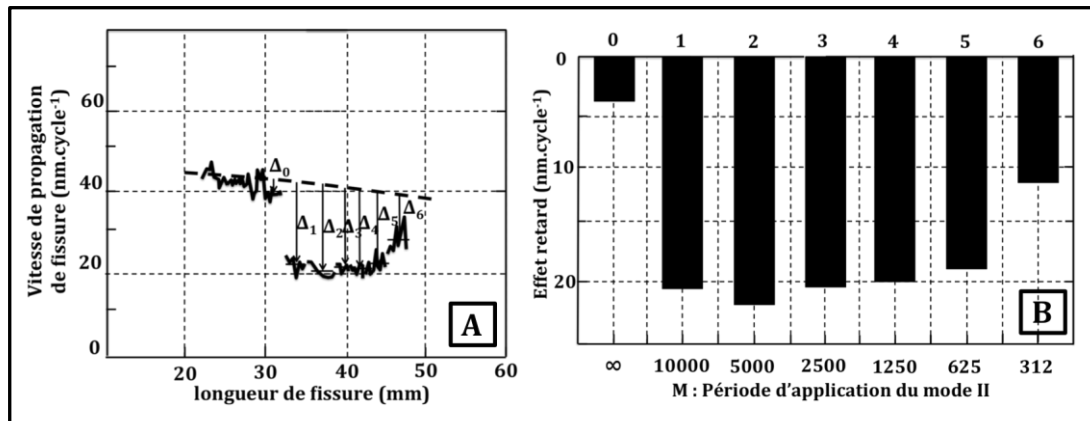 60
40
20
0
Vitesse de propagation
de fissure (nm.cycle⁻¹)
Δ₀
Δ₁
Δ₂
Δ₃
Δ₄
Δ₅
Δ₆
A
20
30
40
50
60
longueur de fissure (mm)
0 1 2 3 4 5 6
0
10
20
Effet retard (nm.cycle⁻¹)
B
∞ 10000 5000 2500 1250 625 312
M : Période d'application du mode II